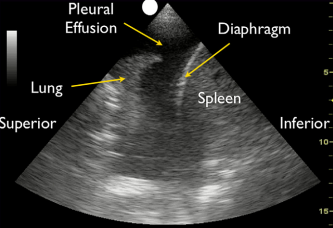 Pleural
Effusion
Diaphragm
Lung
Spleen
Superior
Inferior
5
10
15